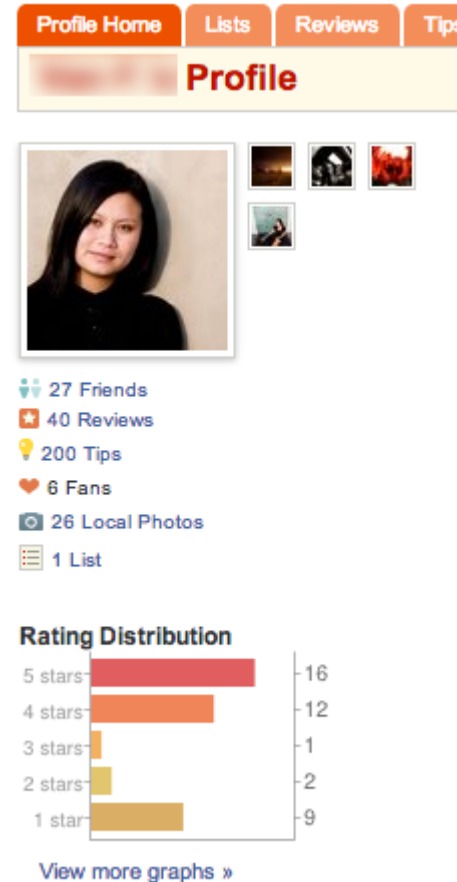 Profile Home Lists Reviews Tips
Profile
27 Friends
40 Reviews
200 Tips
6 Fans
26 Local Photos
1 List
Rating Distribution
5 stars 16
4 stars 12
3 stars 1
2 stars 2
1 star 9
View more graphs »